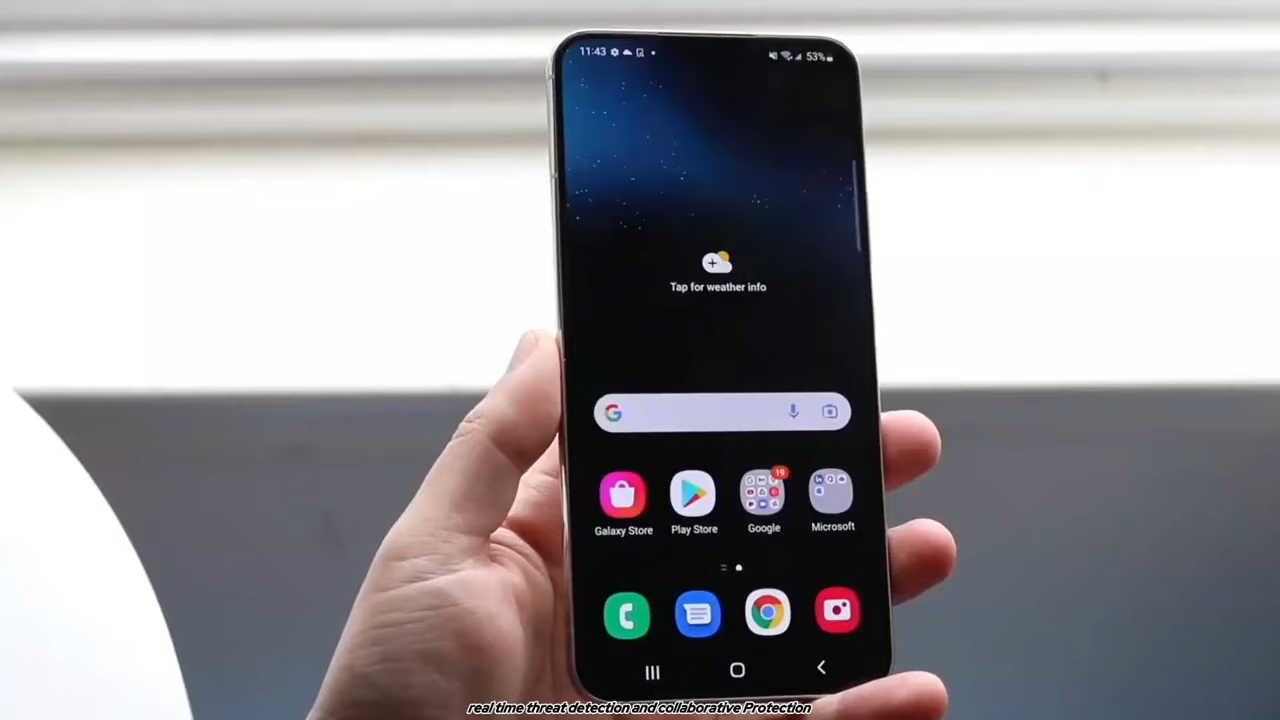 11:43
53%
Tap for weather info
19
Galaxy Store
Play Store
Google
Microsoft
real time threat detection and collaborative Protection